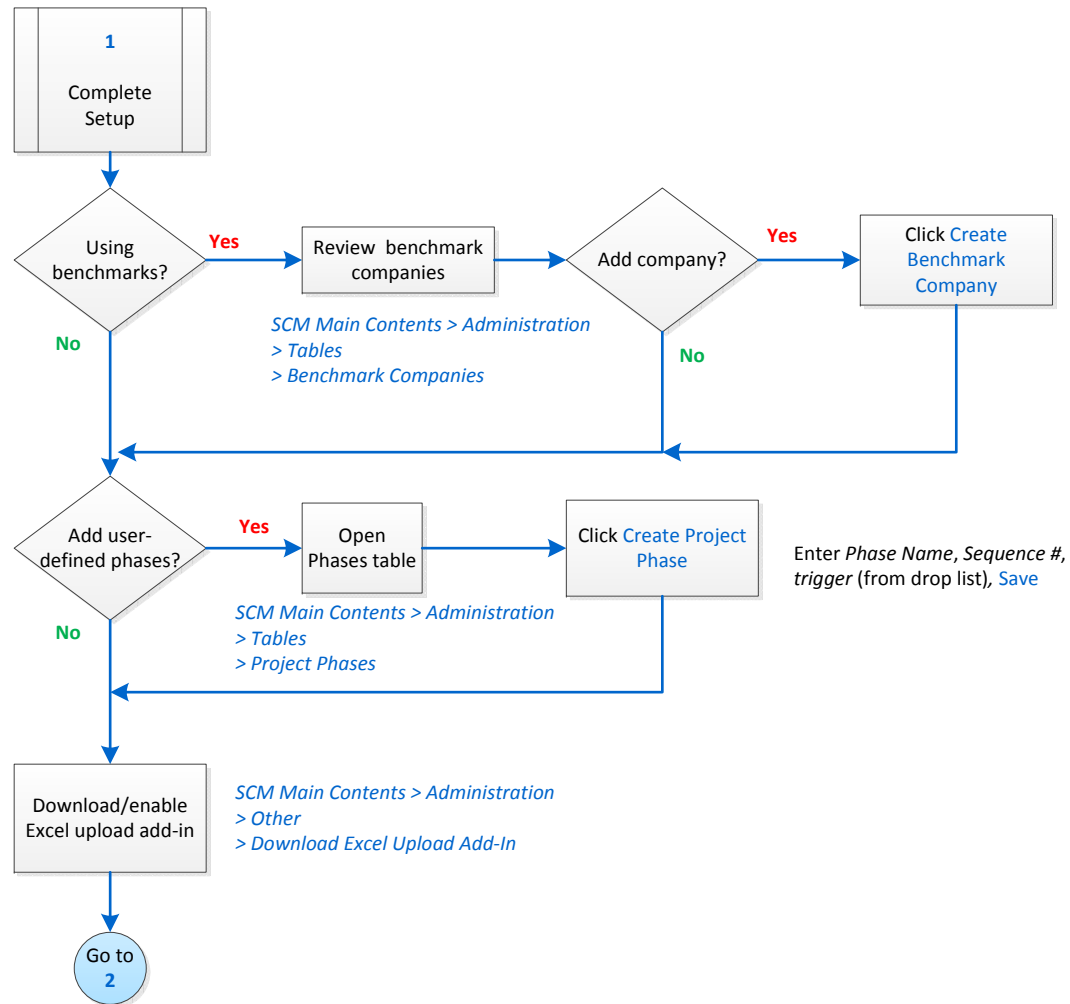 1
Complete
Setup
Using
benchmarks?
Yes
Review  benchmark
companies
Add company?
Yes
Click Create
Benchmark
Company
SCM Main Contents > Administration
> Tables
> Benchmark Companies
No
No
Add user-
defined phases?
Yes
Open
Phases table
Click Create Project
Phase
Enter Phase Name, Sequence #,
trigger (from drop list), Save
SCM Main Contents > Administration
> Tables
> Project Phases
No
Download/enable
Excel upload add-in
SCM Main Contents > Administration
> Other
> Download Excel Upload Add-In
Go to
2